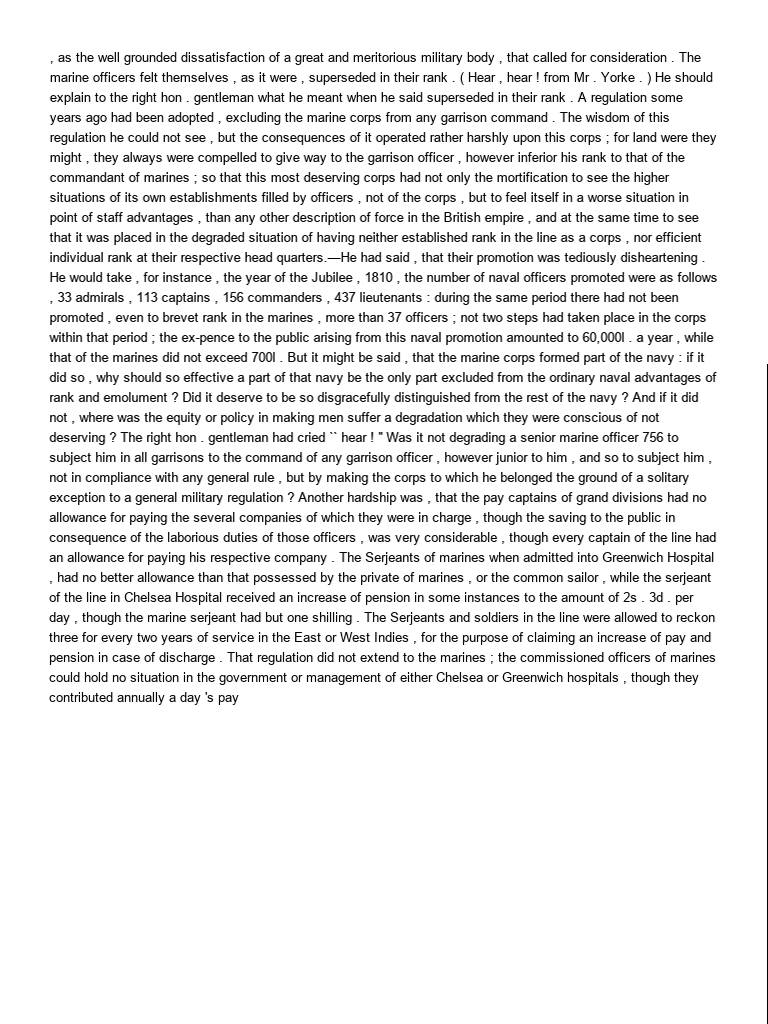 , as the well grounded dissatisfaction of a great and meritorious military body , that called for consideration . The
marine officers felt themselves , as it were , superseded in their rank . ( Hear , hear ! from Mr . Yorke . ) He should
explain to the right hon . gentleman what he meant when he said superseded in their rank . A regulation some
years ago had been adopted , excluding the marine corps from any garrison command . The wisdom of this
regulation he could not see , but the consequences of it operated rather harshly upon this corps ; for land were they
might , they always were compelled to give way to the garrison officer , however inferior his rank to that of the
commandant of marines ; so that this most deserving corps had not only the mortification to see the higher
situations of its own establishments filled by officers , not of the corps , but to feel itself in a worse situation in
point of staff advantages , than any other description of force in the British empire , and at the same time to see
that it was placed in the degraded situation of having neither established rank in the line as a corps , nor efficient
individual rank at their respective head quarters.—He had said , that their promotion was tediously disheartening .
He would take , for instance , the year of the Jubilee , 1810 , the number of naval officers promoted were as follows
, 33 admirals , 113 captains , 156 commanders , 437 lieutenants : during the same period there had not been
promoted , even to brevet rank in the marines , more than 37 officers ; not two steps had taken place in the corps
within that period ; the ex-pence to the public arising from this naval promotion amounted to 60,000l . a year , while
that of the marines did not exceed 700l . But it might be said , that the marine corps formed part of the navy : if it
did so , why should so effective a part of that navy be the only part excluded from the ordinary naval advantages of
rank and emolument ? Did it deserve to be so disgracefully distinguished from the rest of the navy ? And if it did
not , where was the equity or policy in making men suffer a degradation which they were conscious of not
deserving ? The right hon . gentleman had cried `` hear ! " Was it not degrading a senior marine officer 756 to
subject him in all garrisons to the command of any garrison officer , however junior to him , and so to subject him ,
not in compliance with any general rule , but by making the corps to which he belonged the ground of a solitary
exception to a general military regulation ? Another hardship was , that the pay captains of grand divisions had no
allowance for paying the several companies of which they were in charge , though the saving to the public in
consequence of the laborious duties of those officers , was very considerable , though every captain of the line had
an allowance for paying his respective company . The Serjeants of marines when admitted into Greenwich Hospital
, had no better allowance than that possessed by the private of marines , or the common sailor , while the serjeant
of the line in Chelsea Hospital received an increase of pension in some instances to the amount of 2s . 3d . per
day , though the marine serjeant had but one shilling . The Serjeants and soldiers in the line were allowed to reckon
three for every two years of service in the East or West Indies , for the purpose of claiming an increase of pay and
pension in case of discharge . That regulation did not extend to the marines ; the commissioned officers of marines
could hold no situation in the government or management of either Chelsea or Greenwich hospitals , though they
contributed annually a day 's pay